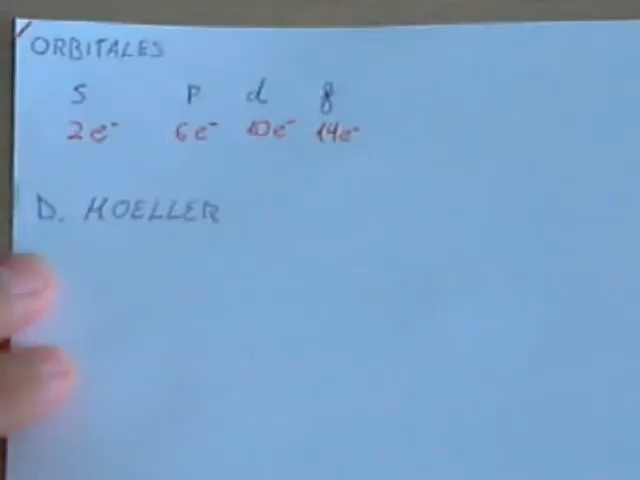 ORBITALES
S P d f
2e⁻ 6e⁻ 10e⁻ 14e⁻
D. MOELLER